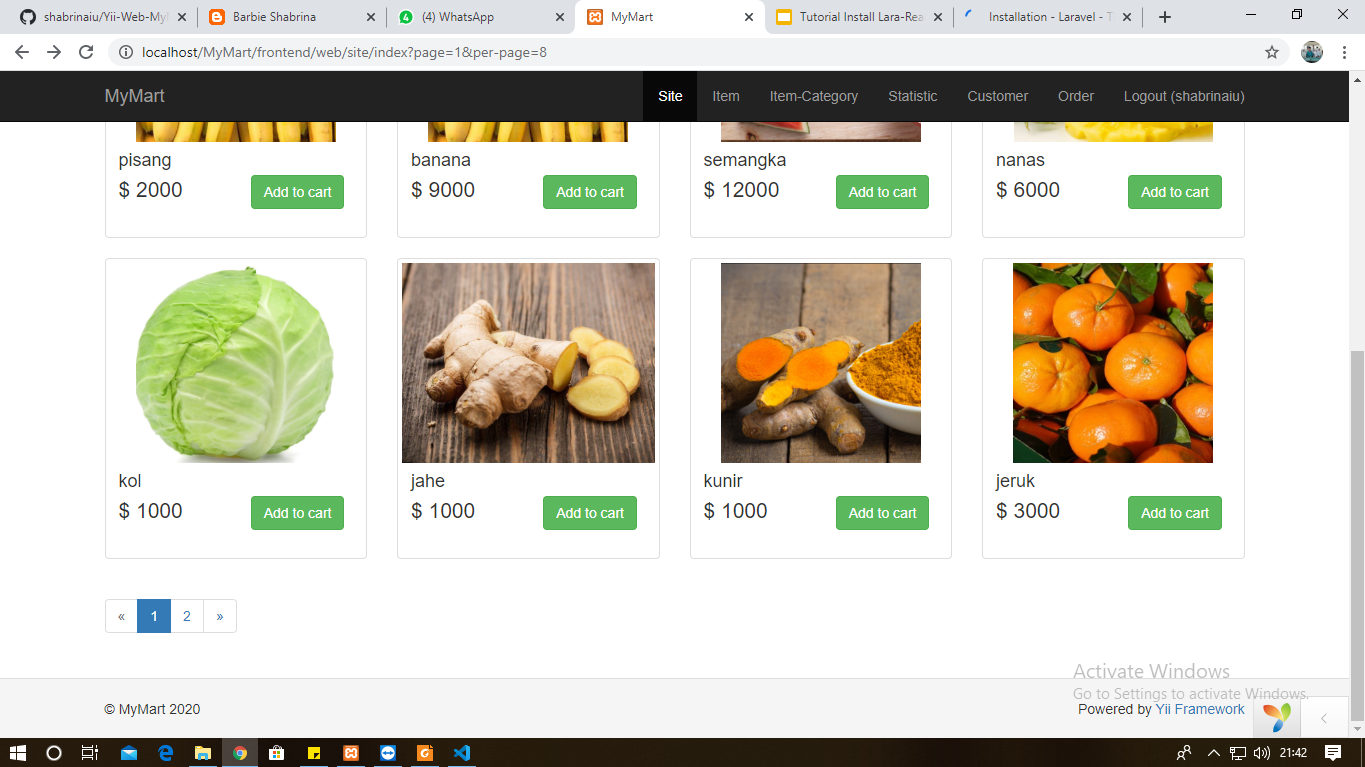 shabrinaiu/Yii-Web-My
Barbie Shabrina
(4) WhatsApp
MyMart
Tutorial Install Lara-Rea
Installation - Laravel - T
localhost/MyMart/frontend/web/site/index?page=1&per-page=8
MyMart Site Item Item-Category Statistic Customer Order Logout (shabrinaiu)
pisang
$ 2000 Add to cart
banana
$ 9000 Add to cart
semangka
$ 12000 Add to cart
nanas
$ 6000 Add to cart
kol
$ 1000 Add to cart
jahe
$ 1000 Add to cart
kunir
$ 1000 Add to cart
jeruk
$ 3000 Add to cart
« 1 2 »
Activate Windows
Go to Settings to activate Windows.
© MyMart 2020 Powered by Yii Framework
21:42